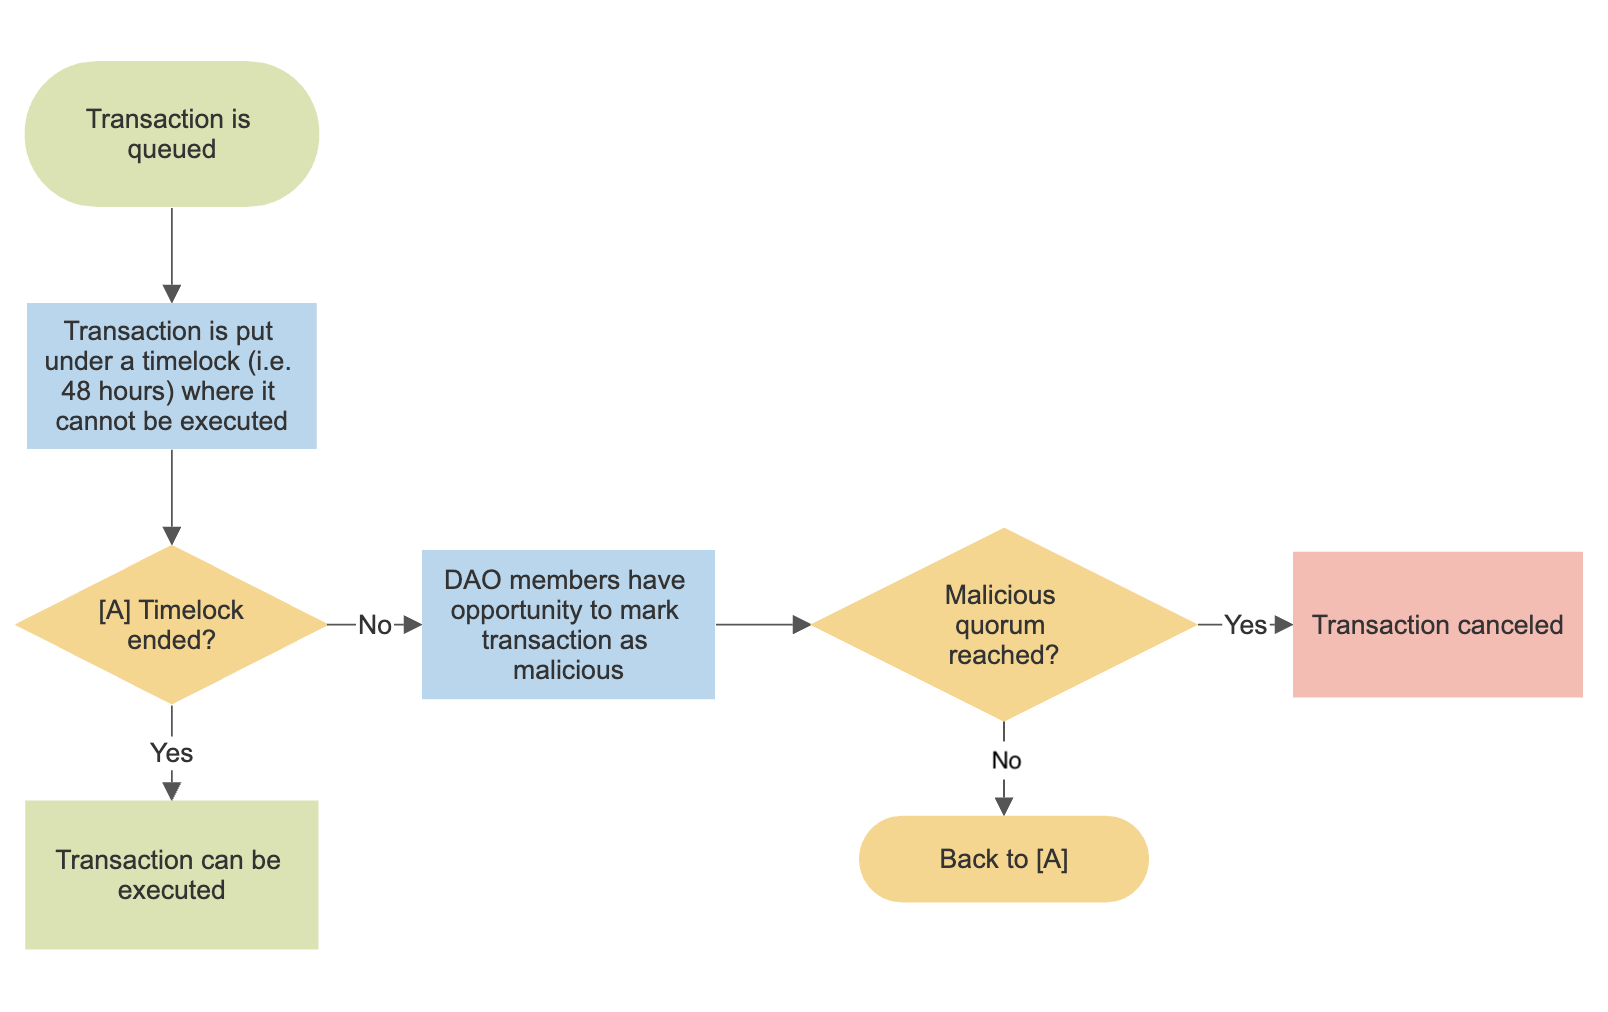 Transaction is
queued
Transaction is put
under a timelock (i.e.
48 hours) where it
cannot be executed
[A] Timelock
ended?
No
DAO members have
opportunity to mark
transaction as
malicious
Malicious
quorum
reached?
Yes
Transaction canceled
Yes
No
Transaction can be
executed
Back to [A]